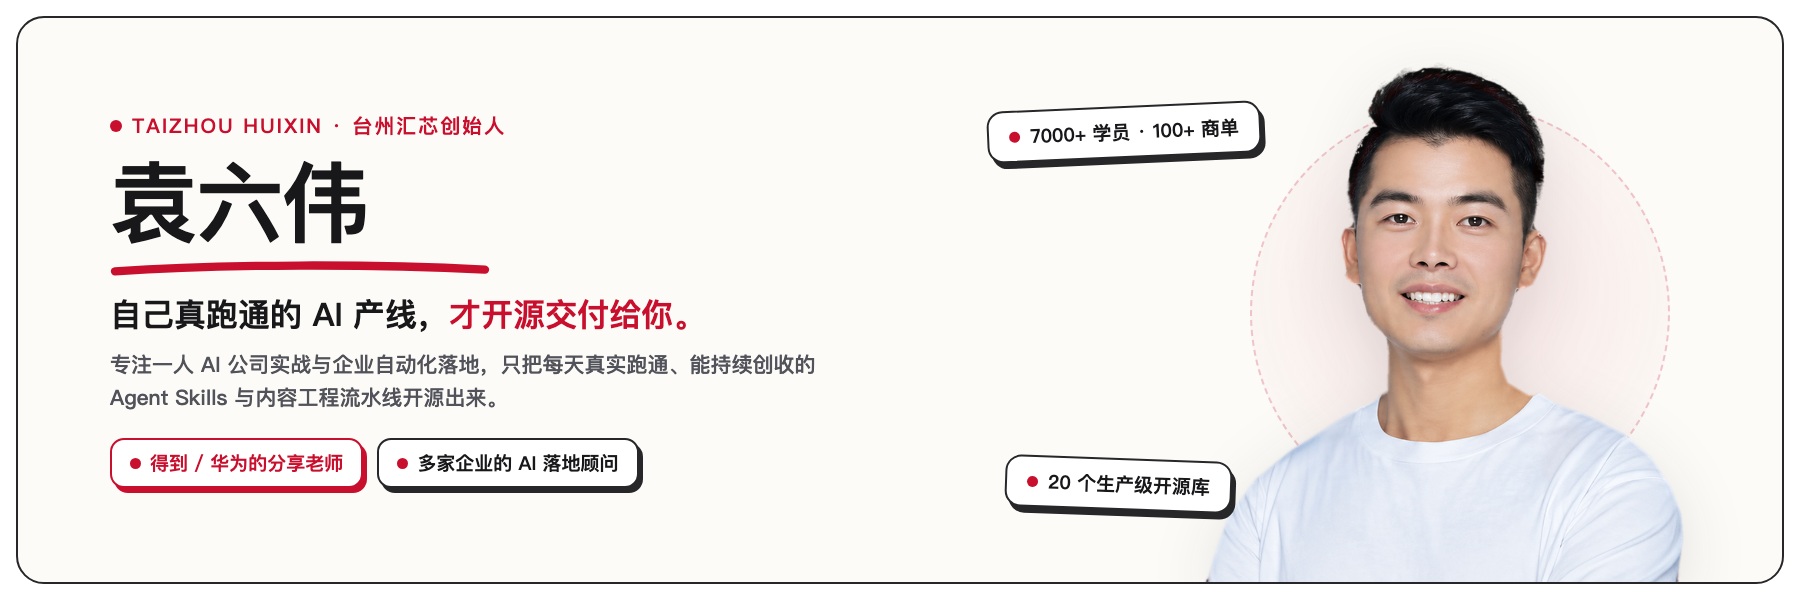 TAIZHOU HUIXIN · 台州汇芯创始人
袁六伟
自己真跑通的 AI 产线，才开源交付给你。
专注一人 AI 公司实战与企业自动化落地，只把每天真实跑通、能持续创收的
Agent Skills 与内容工程流水线开源出来。
得到 / 华为的分享老师
多家企业的 AI 落地顾问
7000+ 学员 · 100+ 商单
20 个生产级开源库